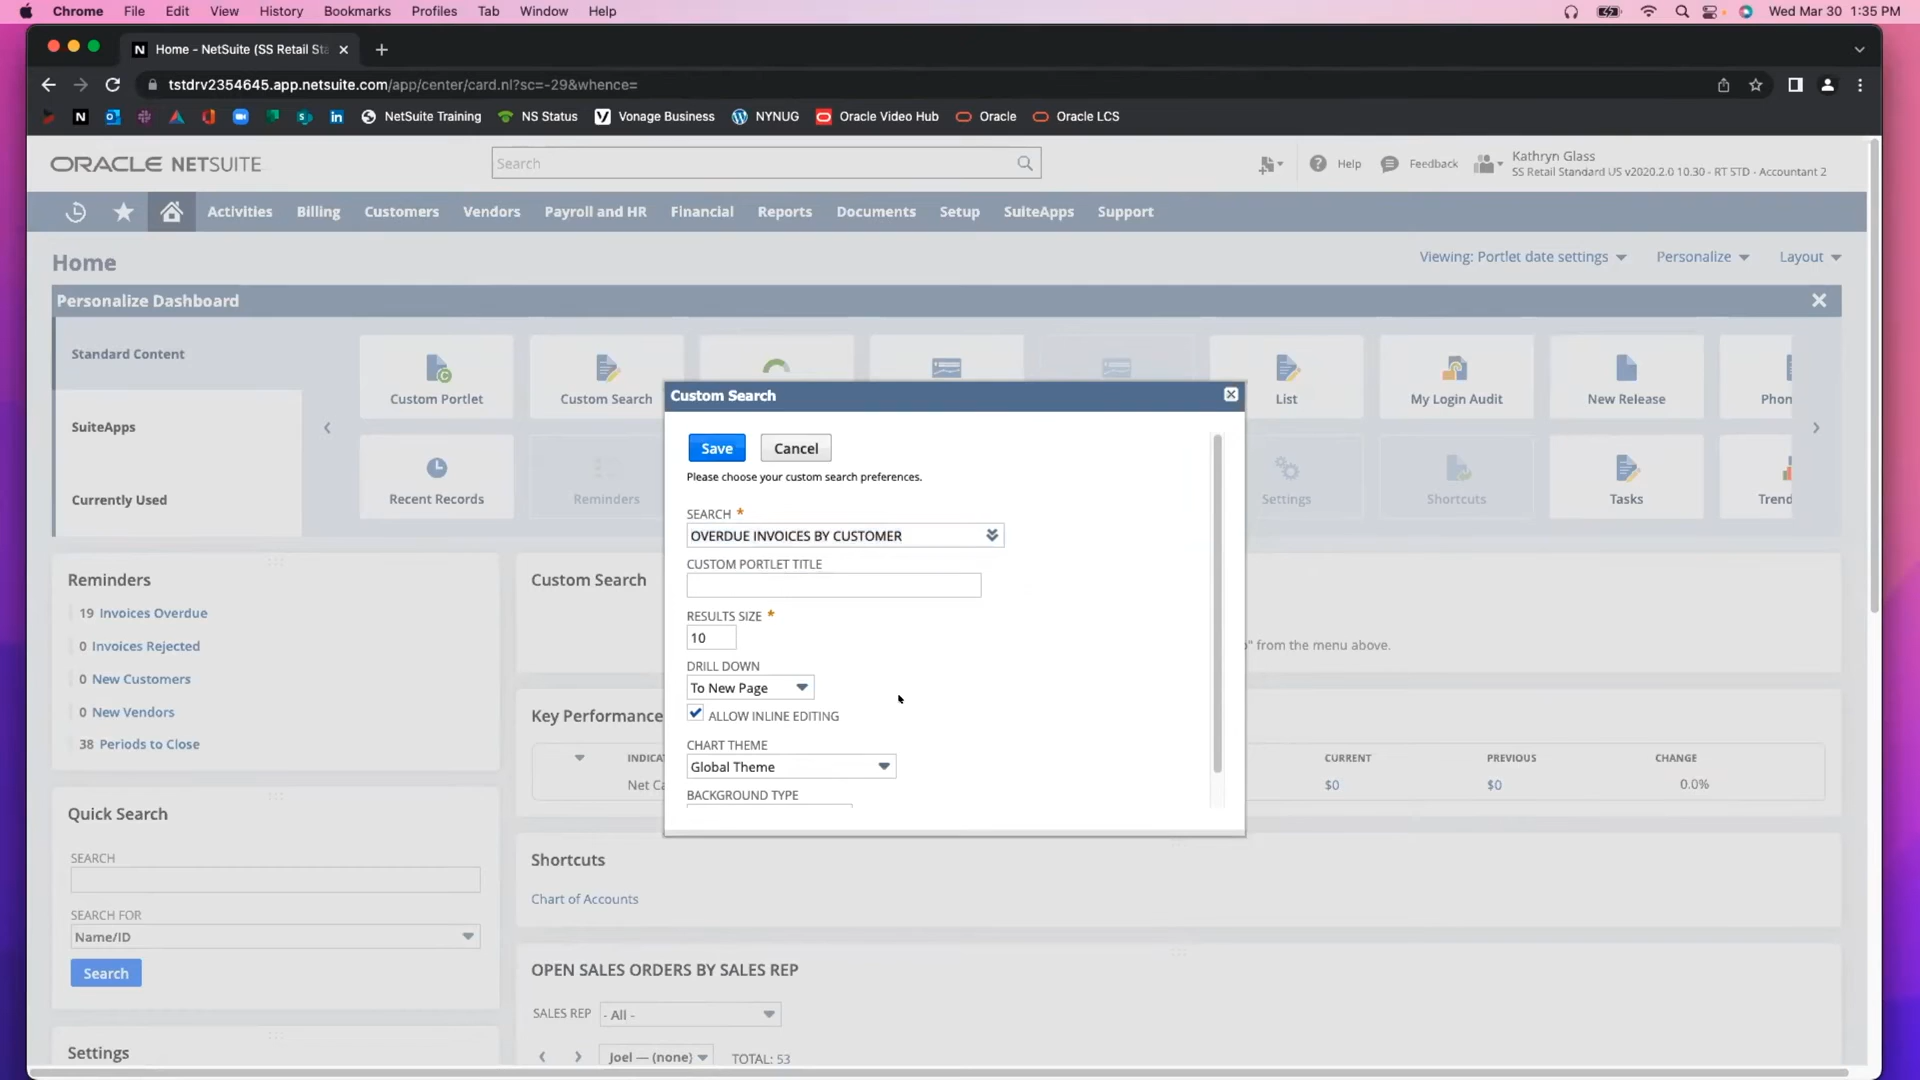 Chrome File Edit View History Bookmarks Profiles Tab Window Help Wed Mar 30 1:35 PM
N Home - NetSuite (SS Retail Sta
tstdrv2354645.app.netsuite.com/app/center/card.nl?sc=-29&whence=
NetSuite Training NS Status Vonage Business NYNUG Oracle Video Hub Oracle Oracle LCS
ORACLE NETSUITE Search Help Feedback Kathryn Glass
SS Retail Standard US v2020.2.0 10.30 - RT STD - Accountant 2
Activities Billing Customers Vendors Payroll and HR Financial Reports Documents Setup SuiteApps Support
Home Viewing: Portlet date settings Personalize Layout
Personalize Dashboard
Standard Content
SuiteApps
Currently Used
Custom Portlet Custom Search List My Login Audit New Release Phon
Recent Records Reminders Settings Shortcuts Tasks Trend
Custom Search
Save Cancel
Please choose your custom search preferences.
SEARCH *
OVERDUE INVOICES BY CUSTOMER
CUSTOM PORTLET TITLE
RESULTS SIZE *
10
DRILL DOWN
To New Page
ALLOW INLINE EDITING
CHART THEME
Global Theme
BACKGROUND TYPE
Reminders
19 Invoices Overdue
0 Invoices Rejected
0 New Customers
0 New Vendors
38 Periods to Close
Quick Search
SEARCH
SEARCH FOR
Name/ID
Search
Settings
Custom Search
" from the menu above.
Key Performance
INDICA CURRENT PREVIOUS CHANGE
Net Ca $0 $0 0.0%
Shortcuts
Chart of Accounts
OPEN SALES ORDERS BY SALES REP
SALES REP - All -
Joel — (none) TOTAL: 53